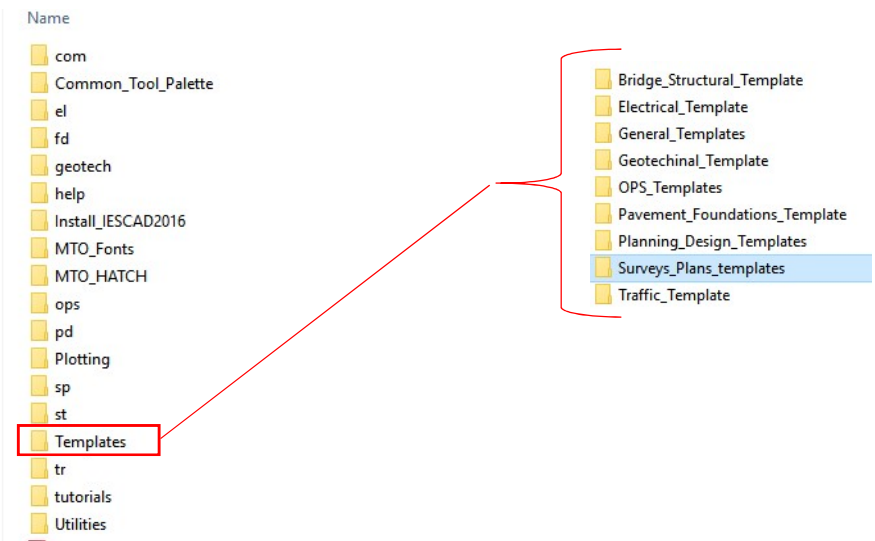 Name
com
Common_Tool_Palette
el
fd
geotech
help
Install_IESCAD2016
MTO_Fonts
MTO_HATCH
ops
pd
Plotting
sp
st
Templates
tr
tutorials
Utilities
Bridge_Structural_Template
Electrical_Template
General_Templates
Geotechinal_Template
OPS_Templates
Pavement_Foundations_Template
Planning_Design_Templates
Surveys_Plans_templates
Traffic_Template